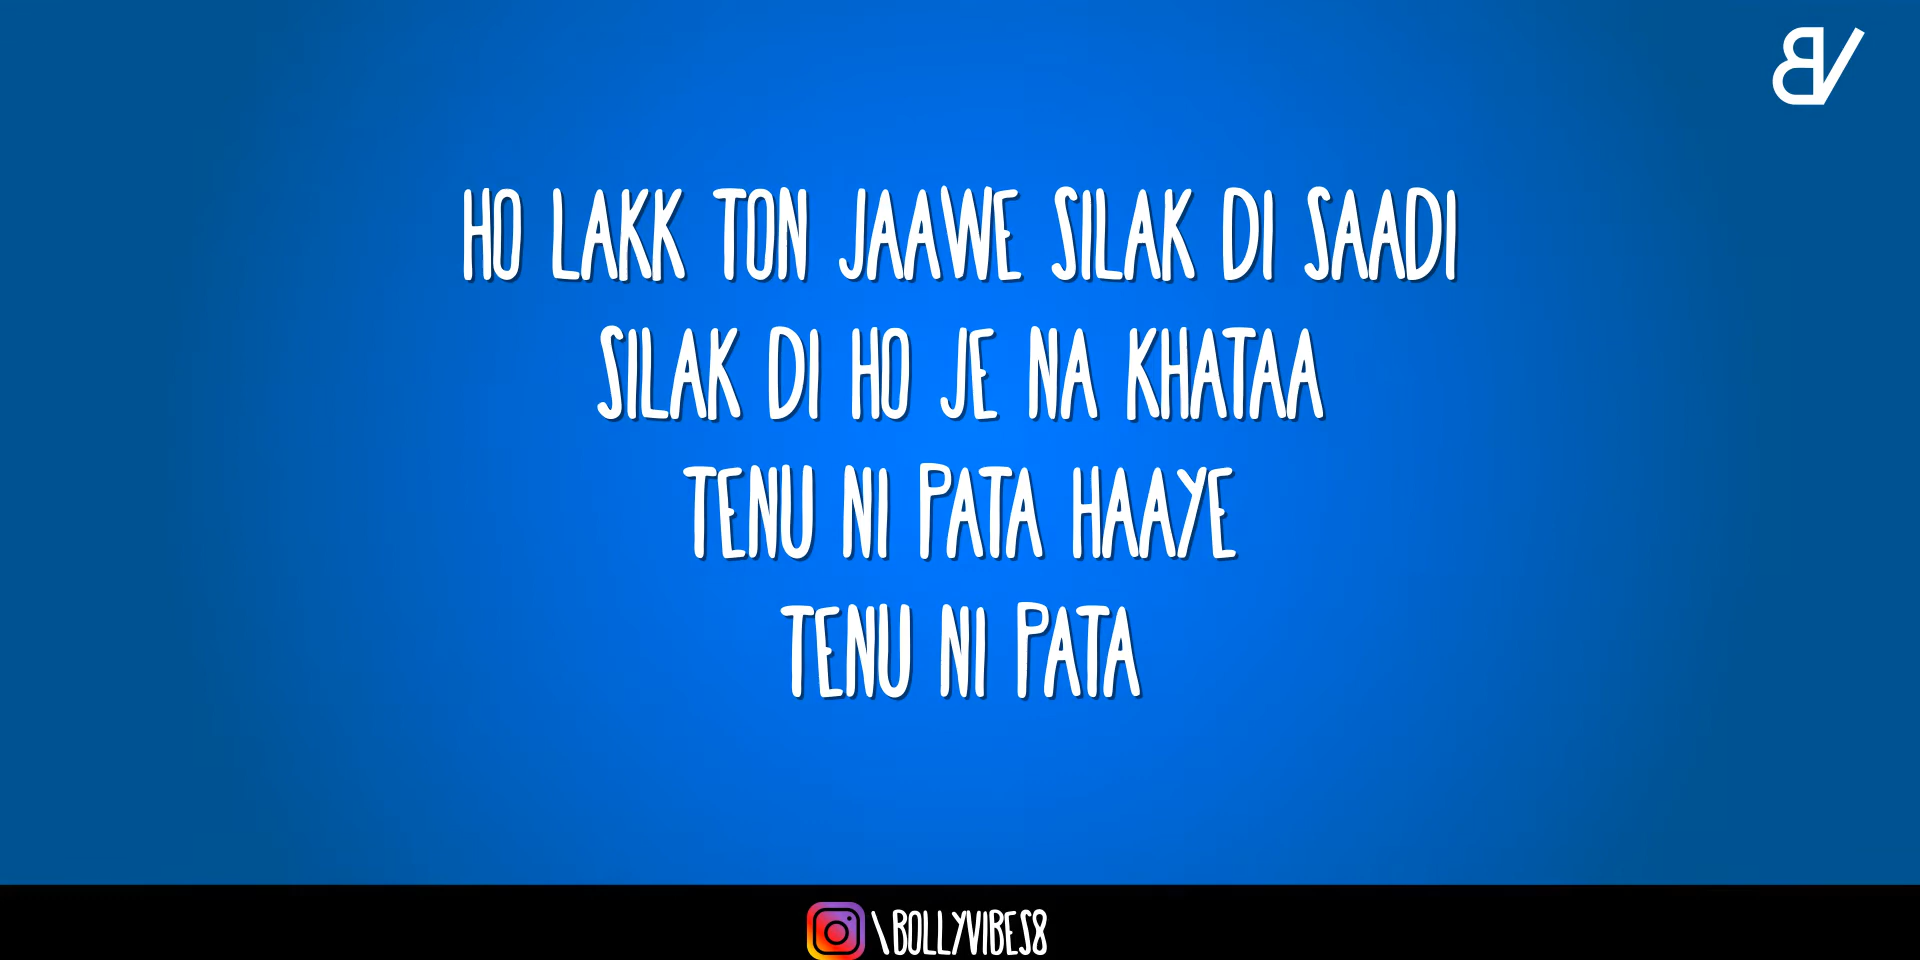 BV
HO LAKK TON JAAWE SILAK DI SAADI
SILAK DI HO JE NA KHATAA
TENU NI PATA HAAYE
TENU NI PATA
\BOLLYVIBES8